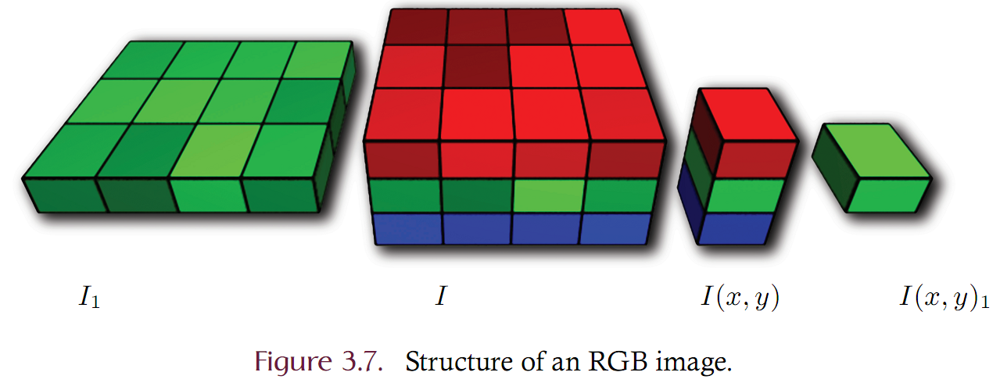 I₁ I I(x, y) I(x, y)₁
Figure 3.7. Structure of an RGB image.